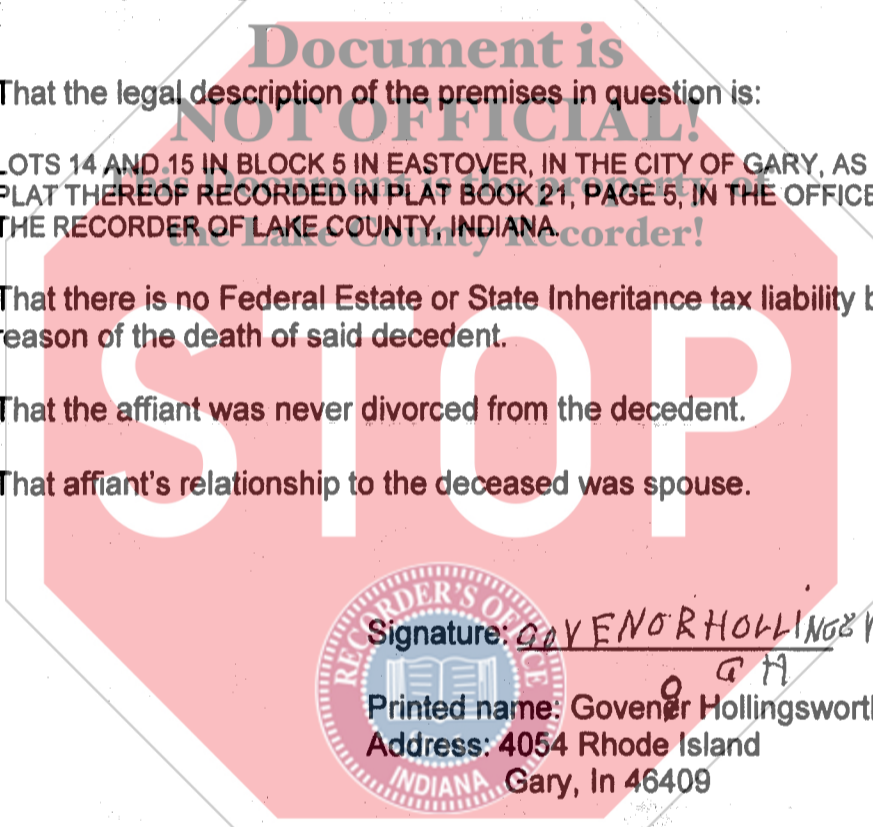 Document is
That the legal description of the premises in question is:
NOT OFFICIAL!
LOTS 14 AND 15 IN BLOCK 5 IN EASTOVER, IN THE CITY OF GARY, AS
This Document is the property of
PLAT THEREOF RECORDED IN PLAT BOOK 21, PAGE 5, IN THE OFFICE
THE RECORDER OF LAKE COUNTY, INDIANA.
the Lake County Recorder!
That there is no Federal Estate or State Inheritance tax liability b
reason of the death of said decedent.
STOP
That the affiant was never divorced from the decedent.
That affiant's relationship to the deceased was spouse.
RECORDER'S OFFICE
Signature: GOVENOR HOLLINGSW
G H
o
Printed name: Govener Hollingsworth
Address: 4054 Rhode Island
Gary, In 46409
INDIANA